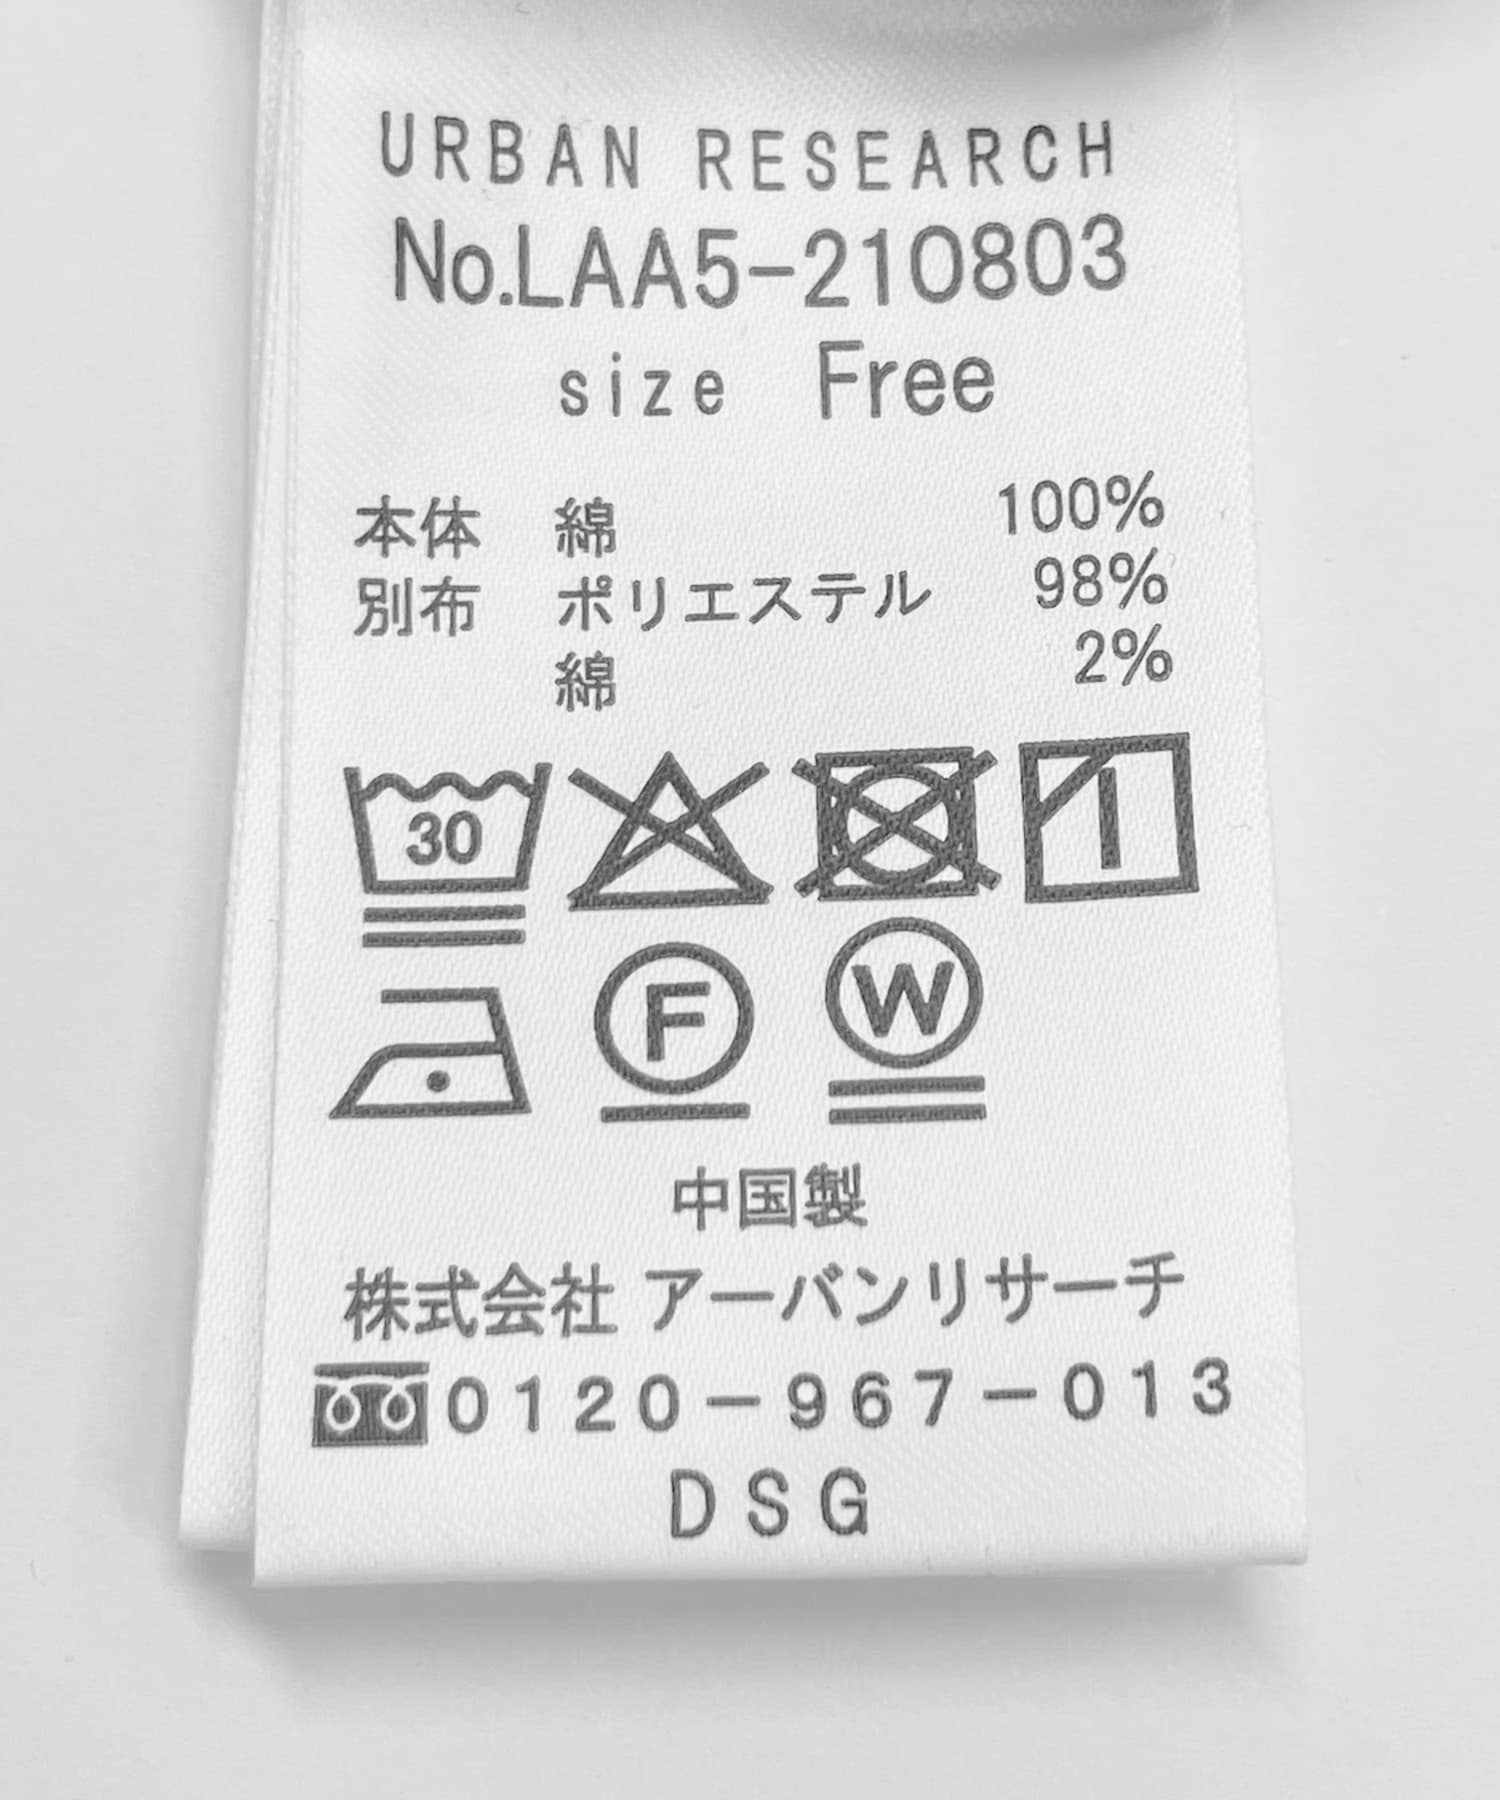 URBAN RESEARCH
No.LAA5-210803
size Free
本体 綿 100%
別布 ポリエステル 98%
綿 2%
30
F W
中国製
株式会社 アーバンリサーチ
0120-967-013
DSG